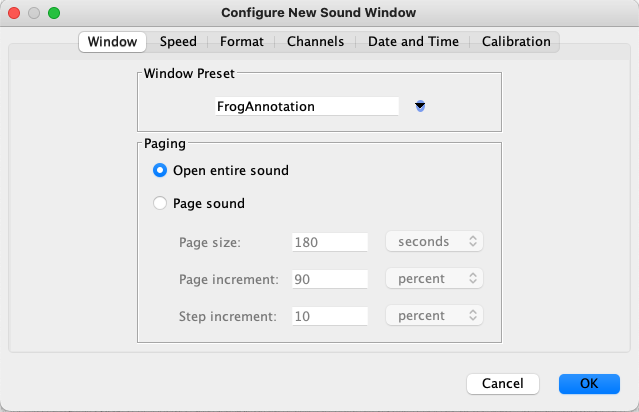 Configure New Sound Window
Window Speed Format Channels Date and Time Calibration
Window Preset
FrogAnnotation
Paging
Open entire sound
Page sound
Page size: 180 seconds
Page increment: 90 percent
Step increment: 10 percent
Cancel OK